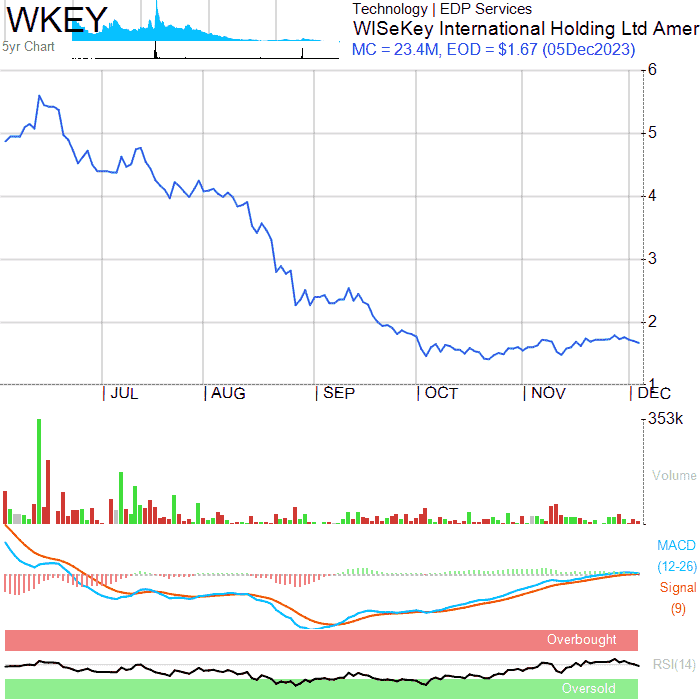 WKEY
5yr Chart
Technology | EDP Services
WISeKey International Holding Ltd Amer
MC = 23.4M, EOD = $1.67 (05Dec2023)
6
5
4
3
2
1
JUL AUG SEP OCT NOV DEC
353k
Volume
MACD
(12-26)
Signal
(9)
Overbought
RSI(14)
Oversold